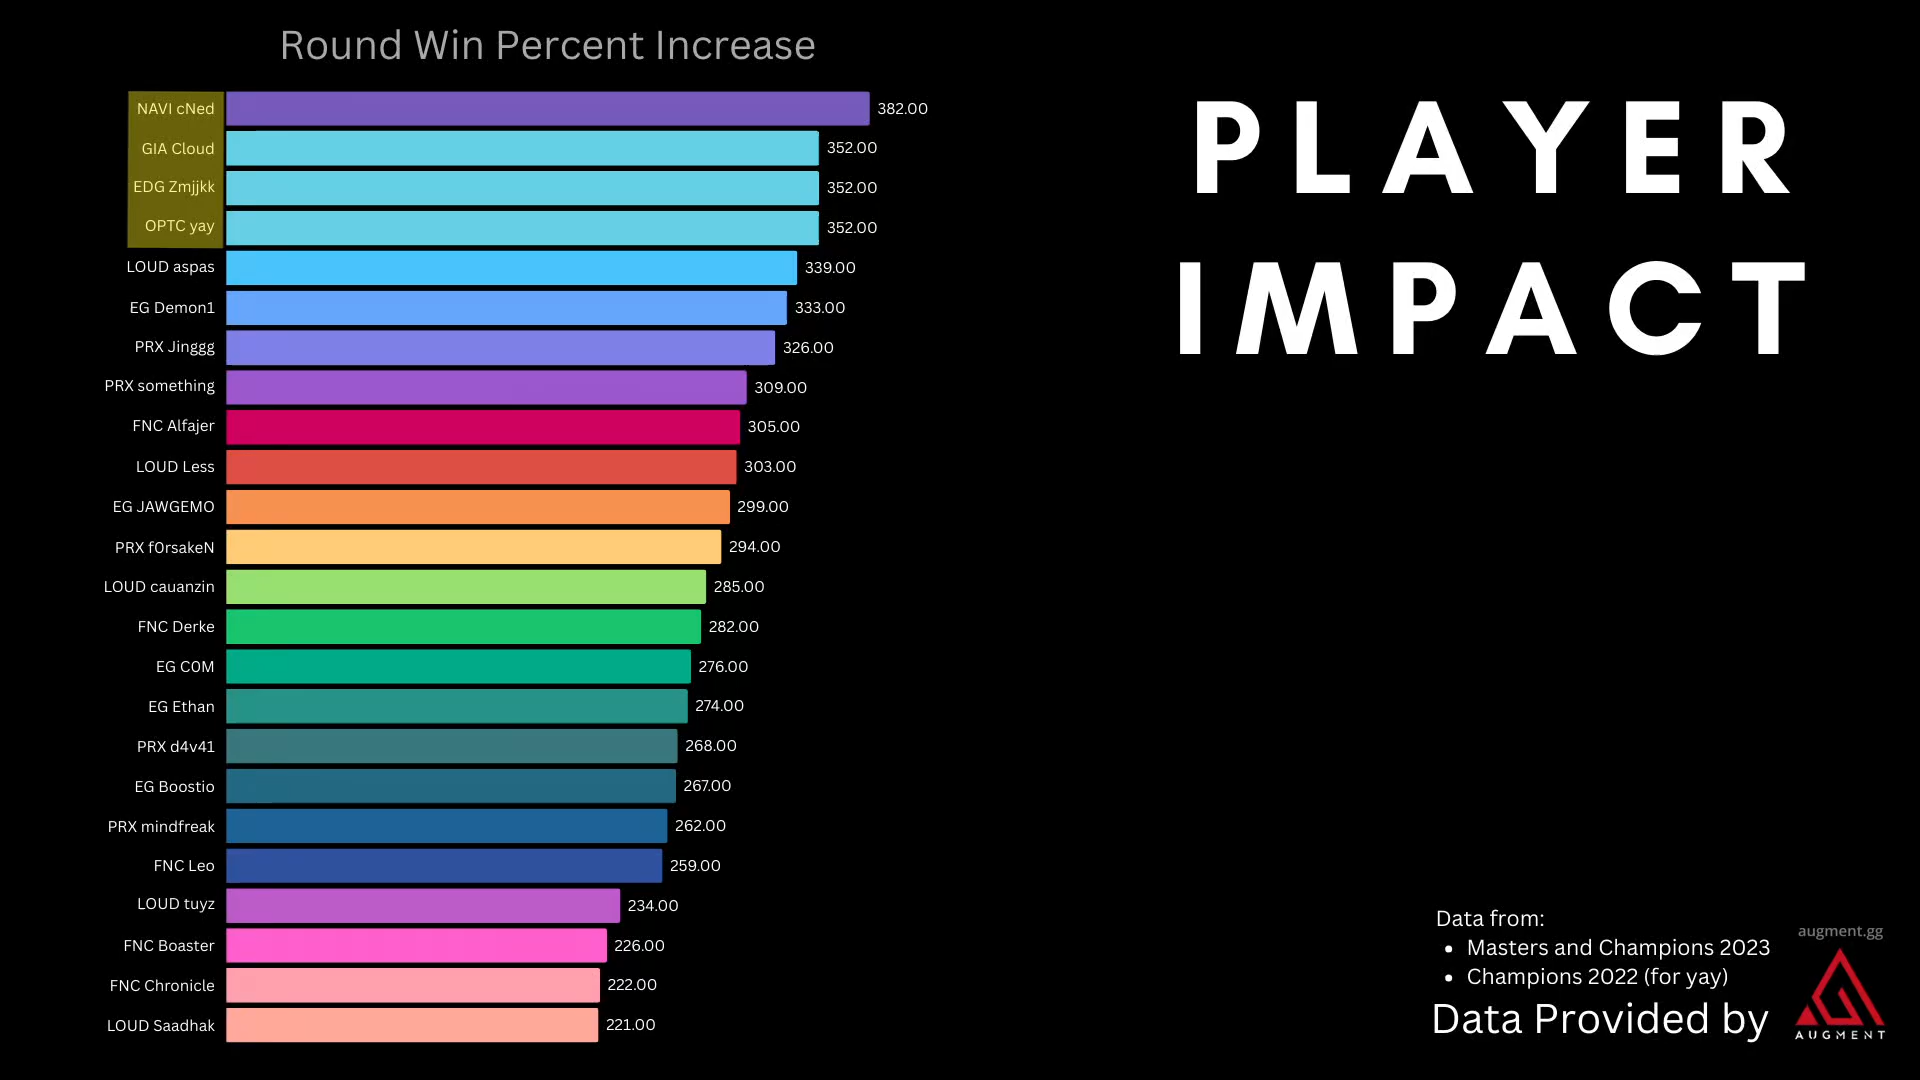 Round Win Percent Increase
PLAYER
IMPACT
NAVI cNed 382.00
GIA Cloud 352.00
EDG Zmjjkk 352.00
OPTC yay 352.00
LOUD aspas 339.00
EG Demon1 333.00
PRX Jinggg 326.00
PRX something 309.00
FNC Alfajer 305.00
LOUD Less 303.00
EG JAWGEMO 299.00
PRX f0rsakeN 294.00
LOUD cauanzin 285.00
FNC Derke 282.00
EG C0M 276.00
EG Ethan 274.00
PRX d4v41 268.00
EG Boostio 267.00
PRX mindfreak 262.00
FNC Leo 259.00
LOUD tuyz 234.00
FNC Boaster 226.00
FNC Chronicle 222.00
LOUD Saadhak 221.00
Data from:
• Masters and Champions 2023
• Champions 2022 (for yay)
Data Provided by
augment.gg
AUGMENT